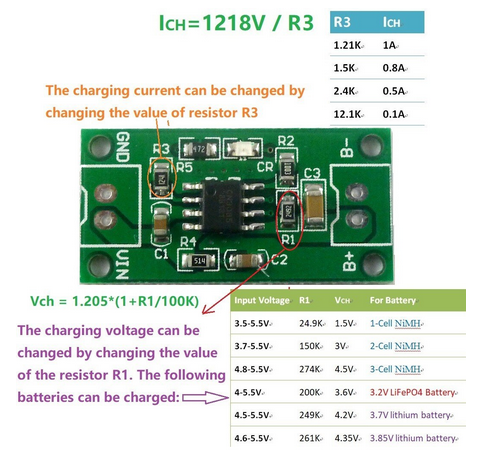 ICH=1218V / R3
R3 ICH
1.21K 1A
1.5K 0.8A
2.4K 0.5A
12.1K 0.1A
The charging current can be changed by
changing the value of resistor R3
GND
R3
R5
472
CR
R2
1003
C3
B-
124
C1
VIN
R4
514
C2
R1
2492
B+
Vch = 1.205*(1+R1/100K)
The charging voltage can be
changed by changing the value
of the resistor R1. The following
batteries can be charged:
Input Voltage R1 VCH For Battery
3.5-5.5V 24.9K 1.5V 1-Cell NiMH
3.7-5.5V 150K 3V 2-Cell NiMH
4.8-5.5V 274K 4.5V 3-Cell NiMH
4-5.5V 200K 3.6V 3.2V LiFePO4 Battery
4.5-5.5V 249K 4.2V 3.7V lithium battery
4.6-5.5V 261K 4.35V 3.85V lithium battery